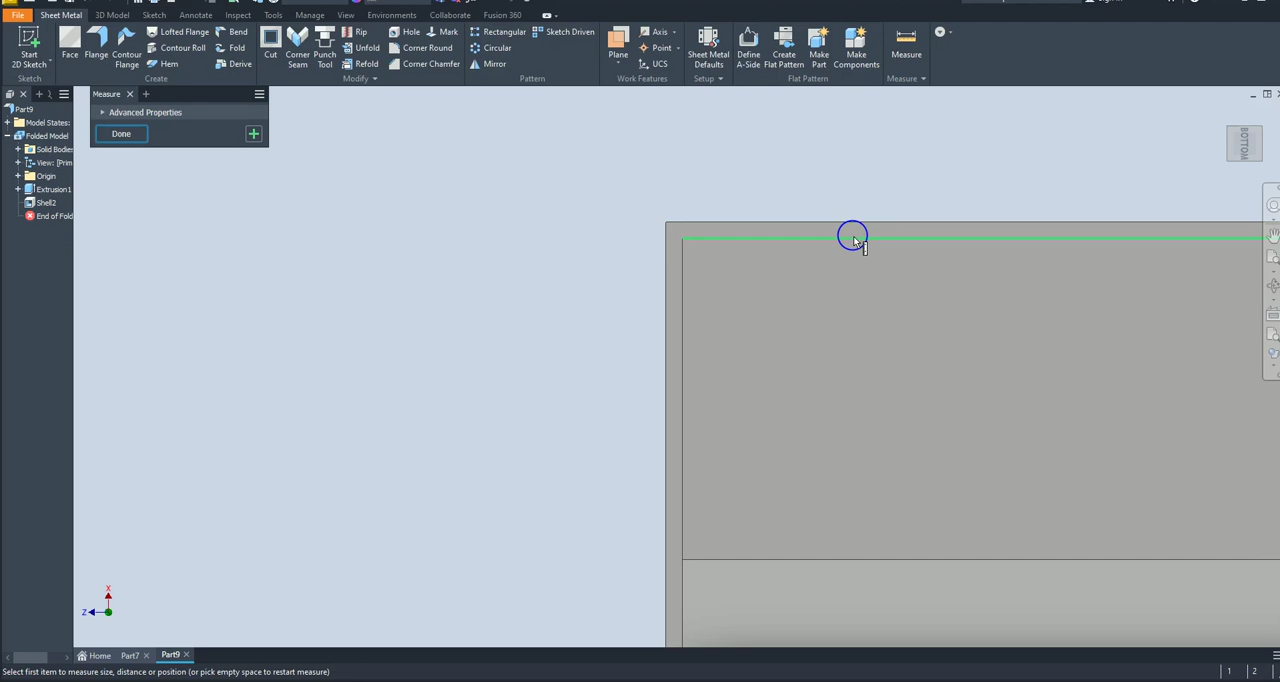 File Sheet Metal 3D Model Sketch Annotate Inspect Tools Manage View Environments Collaborate Fusion 360
Start
2D Sketch
Face
Flange
Contour
Flange
Lofted Flange
Contour Roll
Hem
Bend
Fold
Derive
Cut
Corner
Seam
Punch
Tool
Rip
Unfold
Refold
Hole
Mark
Corner Round
Corner Chamfer
Rectangular
Sketch Driven
Circular
Mirror
Plane
Axis
Point
UCS
Sheet Metal
Defaults
Define
A-Side
Create
Flat Pattern
Make
Part
Make
Components
Measure
Sketch Create Modify Pattern Work Features Setup Flat Pattern Measure
Measure
Advanced Properties
Done
Part9
Model States:
Folded Model
Solid Bodies
View: [Prim
Origin
Extrusion1
Shell2
End of Fold
BOTTOM
X
Z
Home Part7 Part9
Select first item to measure size, distance or position (or pick empty space to restart measure)
1 2